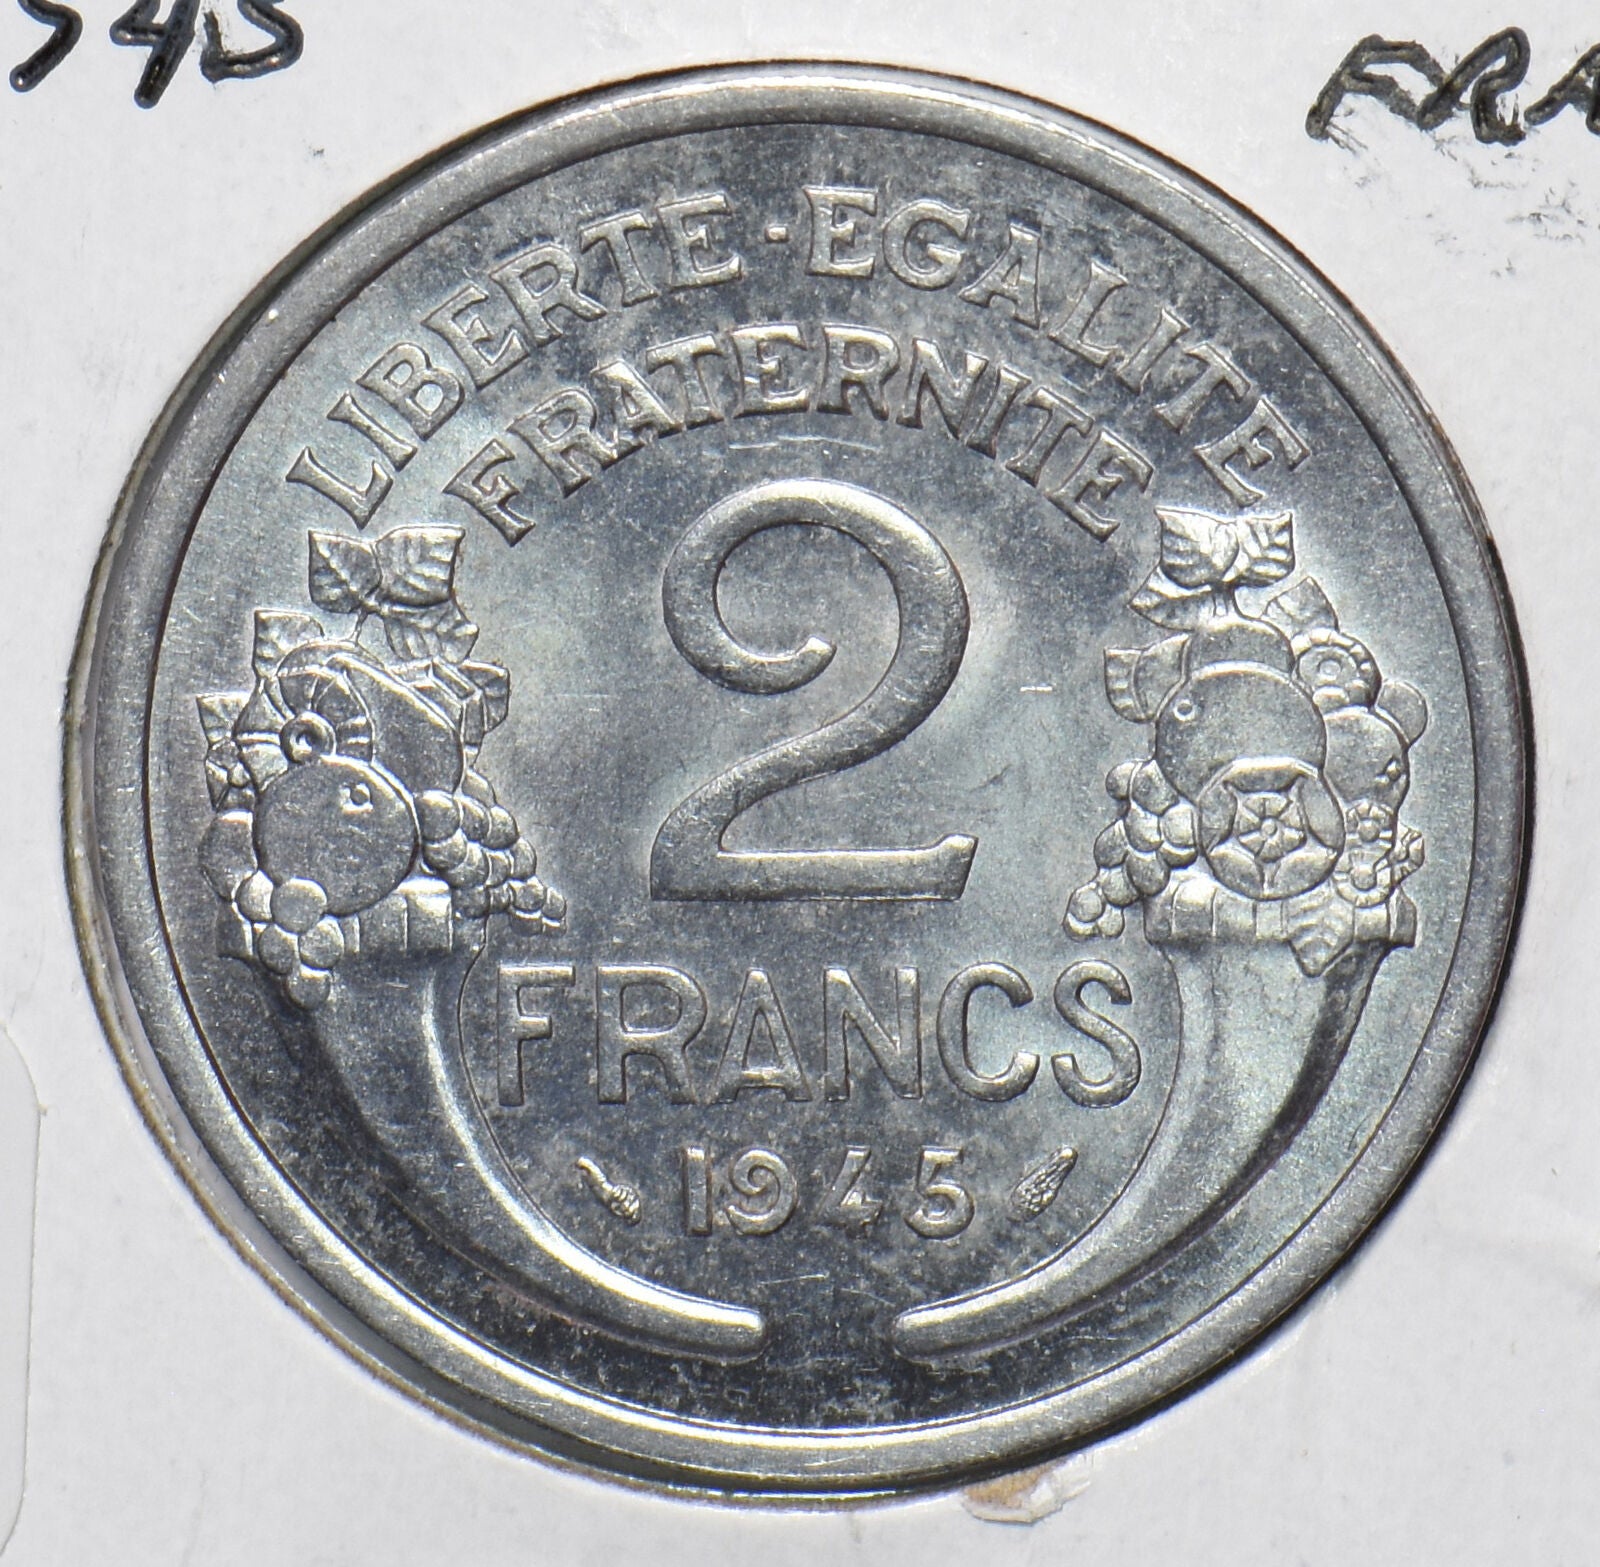 LIBERTE · EGALITE
FRATERNITE
2
FRANCS
1945